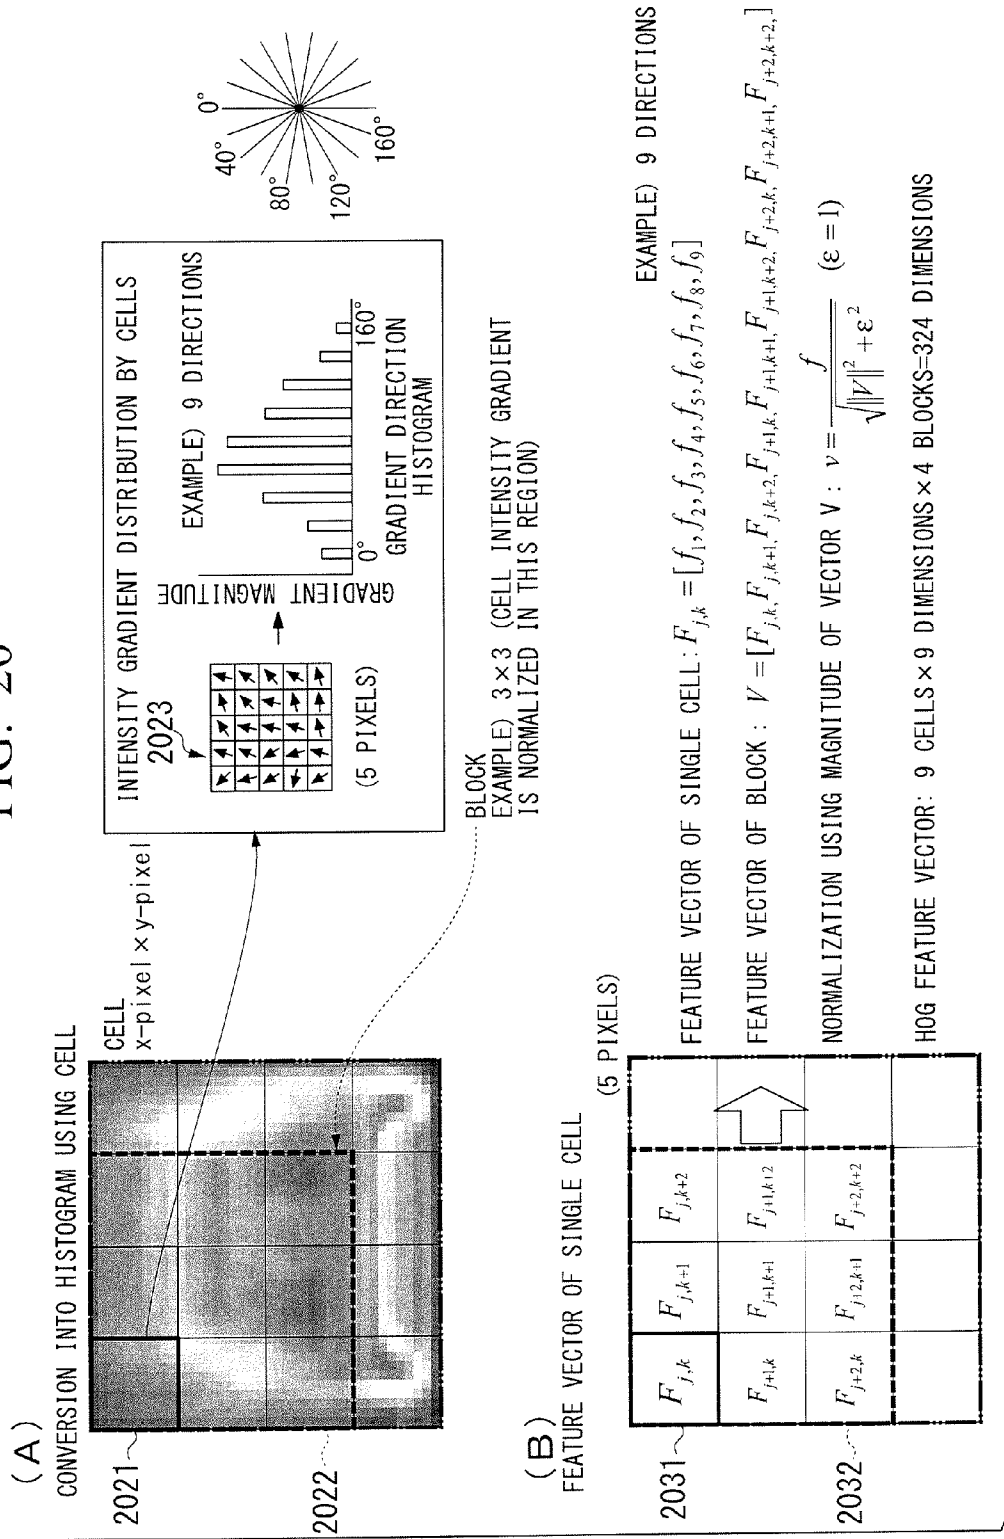 FIG. 20
(A)
CONVERSION INTO HISTOGRAM USING CELL
2021
2022
CELL
x-pixel×y-pixel
INTENSITY GRADIENT DISTRIBUTION BY CELLS
2023
(5 PIXELS)
EXAMPLE) 9 DIRECTIONS
GRADIENT MAGNITUDE
0°
160°
GRADIENT DIRECTION
HISTOGRAM
0°
40°
80°
120°
160°
BLOCK
EXAMPLE) 3×3 (CELL INTENSITY GRADIENT
IS NORMALIZED IN THIS REGION)
(B)
FEATURE VECTOR OF SINGLE CELL
(5 PIXELS)
2031
2032
F_{j,k} F_{j,k+1} F_{j,k+2}
F_{j+1,k} F_{j+1,k+1} F_{j+1,k+2}
F_{j+2,k} F_{j+2,k+1} F_{j+2,k+2}
EXAMPLE) 9 DIRECTIONS
FEATURE VECTOR OF SINGLE CELL: F_{j,k} = [f_1, f_2, f_3, f_4, f_5, f_6, f_7, f_8, f_9]
FEATURE VECTOR OF BLOCK : V = [F_{j,k}, F_{j,k+1}, F_{j,k+2}, F_{j+1,k}, F_{j+1,k+1}, F_{j+1,k+2}, F_{j+2,k}, F_{j+2,k+1}, F_{j+2,k+2},]
NORMALIZATION USING MAGNITUDE OF VECTOR V : v = f / √(‖V‖² + ε²) (ε = 1)
HOG FEATURE VECTOR: 9 CELLS×9 DIMENSIONS×4 BLOCKS=324 DIMENSIONS